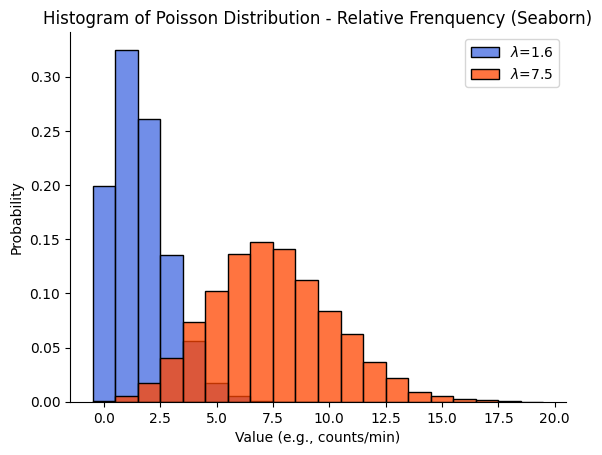 Histogram of Poisson Distribution - Relative Frenquency (Seaborn)
λ=1.6
λ=7.5
Probability
0.30
0.25
0.20
0.15
0.10
0.05
0.00
0.0 2.5 5.0 7.5 10.0 12.5 15.0 17.5 20.0
Value (e.g., counts/min)